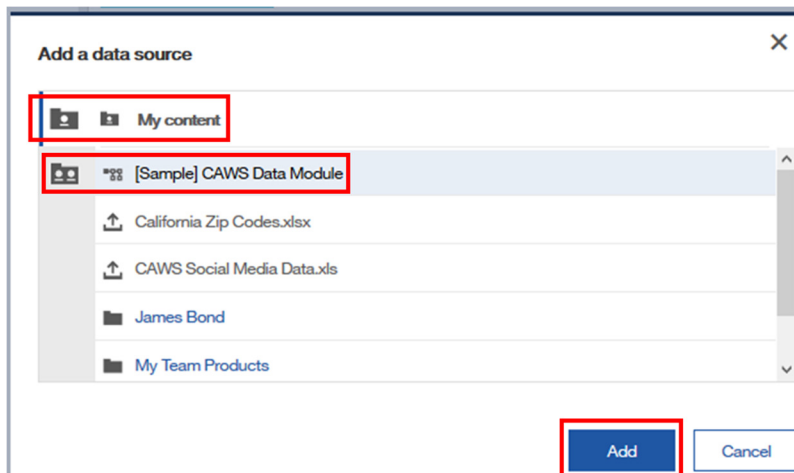 Add a data source
My content
[Sample] CAWS Data Module
California Zip Codes.xlsx
CAWS Social Media Data.xls
James Bond
My Team Products
Add
Cancel